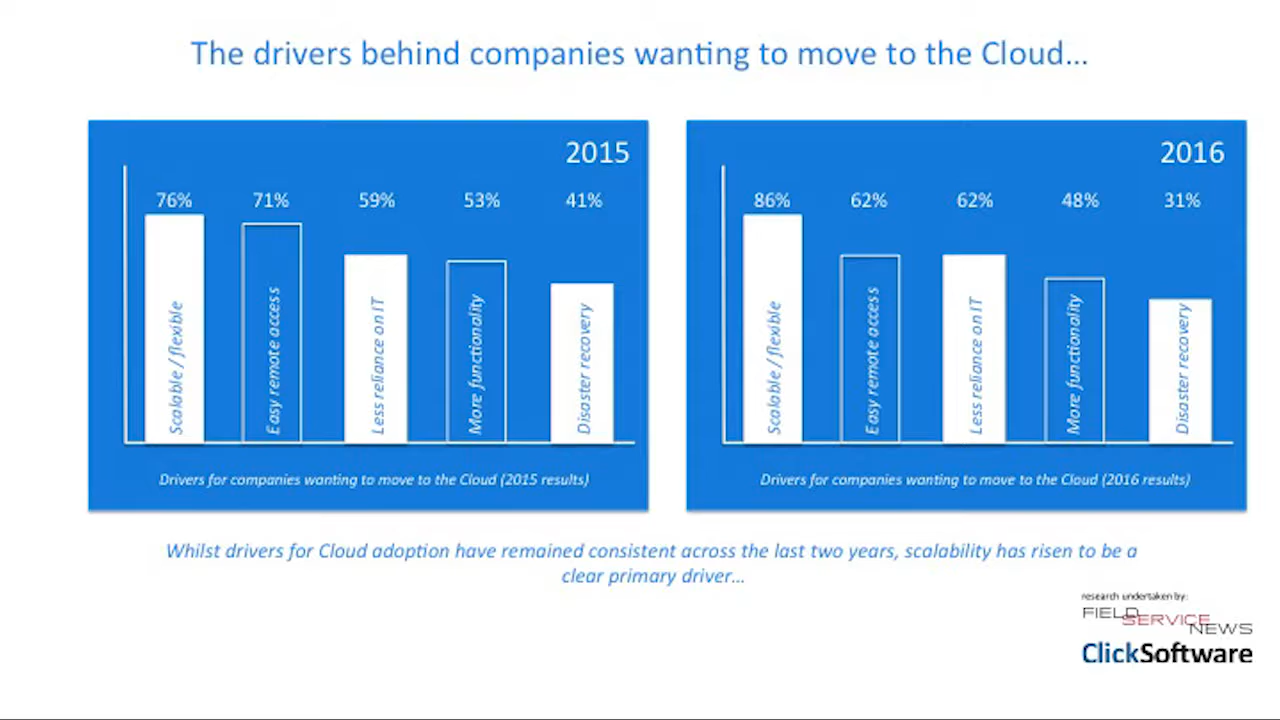 The drivers behind companies wanting to move to the Cloud...
2015
76%
71%
59%
53%
41%
Scalable / flexible
Easy remote access
Less reliance on IT
More functionality
Disaster recovery
Drivers for companies wanting to move to the Cloud (2015 results)
2016
86%
62%
62%
48%
31%
Scalable / flexible
Easy remote access
Less reliance on IT
More functionality
Disaster recovery
Drivers for companies wanting to move to the Cloud (2016 results)
Whilst drivers for Cloud adoption have remained consistent across the last two years, scalability has risen to be a
clear primary driver...
research undertaken by:
FIELD
SERVICE
NEWS
ClickSoftware